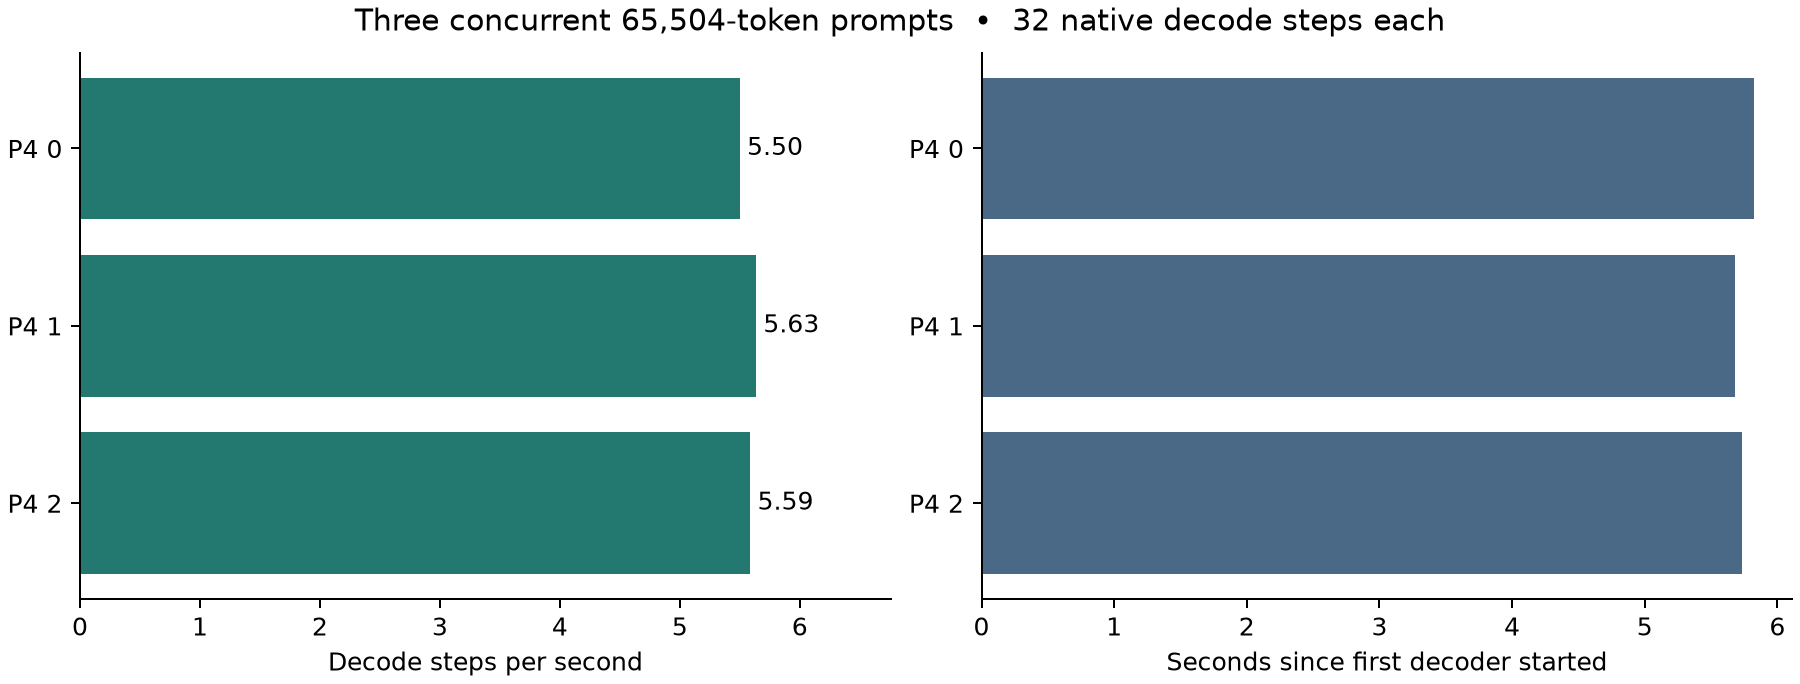 Three concurrent 65,504-token prompts • 32 native decode steps each
P4 0
5.50
P4 1
5.63
P4 2
5.59
0 1 2 3 4 5 6
Decode steps per second
P4 0
P4 1
P4 2
0 1 2 3 4 5 6
Seconds since first decoder started